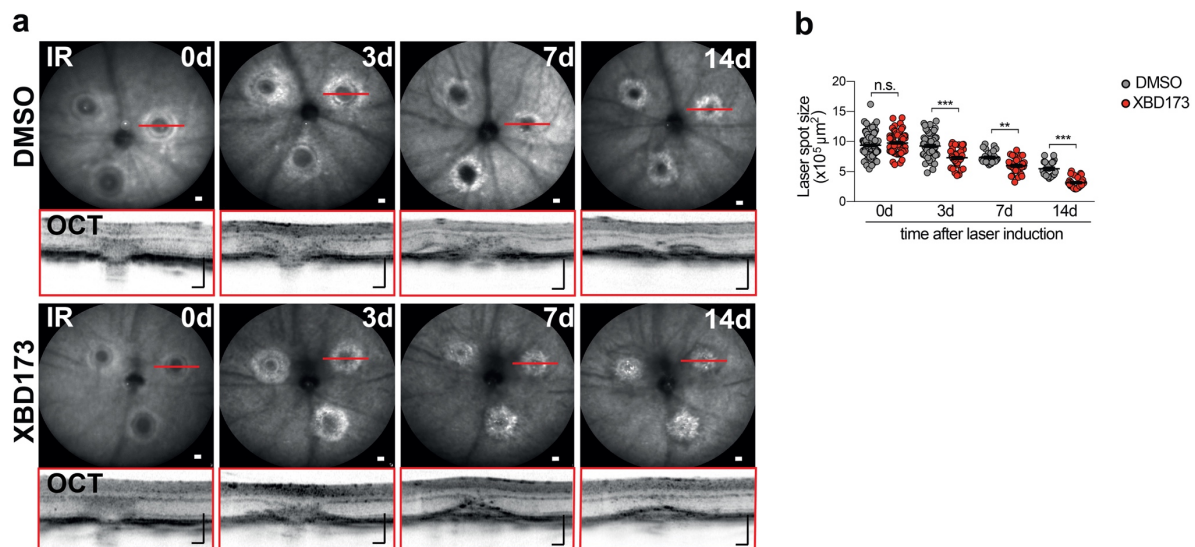 a
DMSO
IR 0d 3d 7d 14d
OCT
XBD173
IR 0d 3d 7d 14d
OCT
b
DMSO
XBD173
n.s. *** ** ***
Laser spot size
(x10⁵ µm²)
20
15
10
5
0
0d 3d 7d 14d
time after laser induction